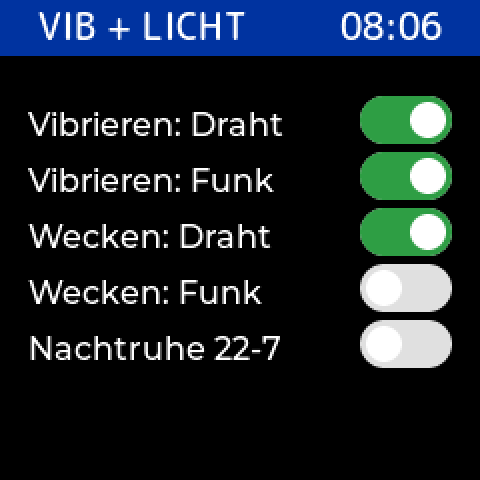 VIB + LICHT 08:06
Vibrieren: Draht
Vibrieren: Funk
Wecken: Draht
Wecken: Funk
Nachtruhe 22-7